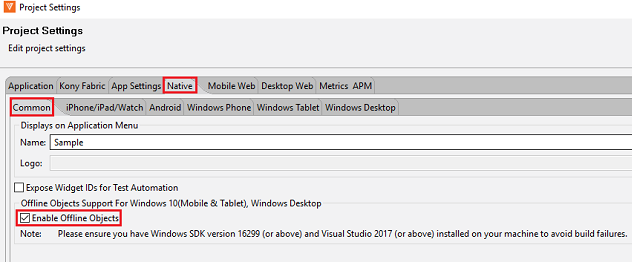 Project Settings
Project Settings
Edit project settings
Application Kony Fabric App Settings Native Mobile Web Desktop Web Metrics APM
Common iPhone/iPad/Watch Android Windows Phone Windows Tablet Windows Desktop
Displays on Application Menu
Name: Sample
Logo:
Expose Widget IDs for Test Automation
Offline Objects Support For Windows 10(Mobile & Tablet), Windows Desktop
Enable Offline Objects
Note: Please ensure you have Windows SDK version 16299 (or above) and Visual Studio 2017 (or above) installed on your machine to avoid build failures.